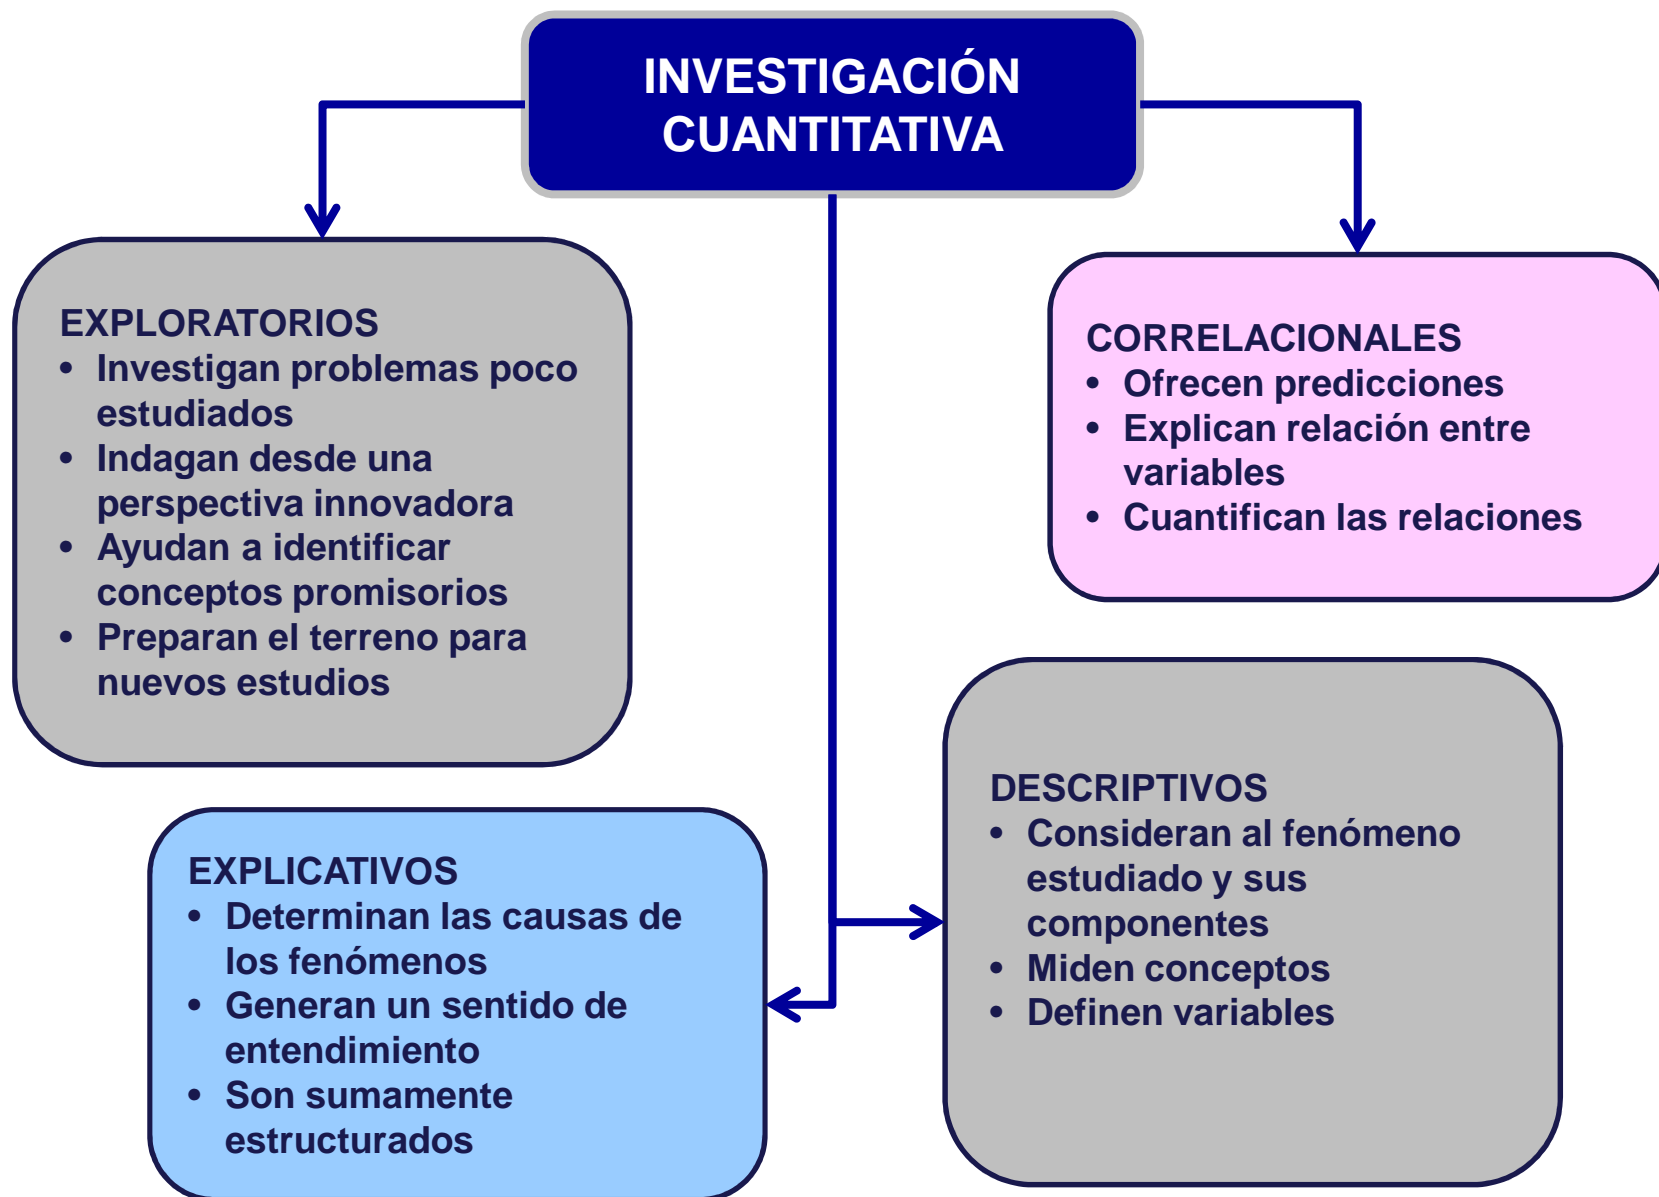 INVESTIGACIÓN
CUANTITATIVA
EXPLORATORIOS
• Investigan problemas poco
estudiados
• Indagan desde una
perspectiva innovadora
• Ayudan a identificar
conceptos promisorios
• Preparan el terreno para
nuevos estudios
CORRELACIONALES
• Ofrecen predicciones
• Explican relación entre
variables
• Cuantifican las relaciones
EXPLICATIVOS
• Determinan las causas de
los fenómenos
• Generan un sentido de
entendimiento
• Son sumamente
estructurados
DESCRIPTIVOS
• Consideran al fenómeno
estudiado y sus
componentes
• Miden conceptos
• Definen variables